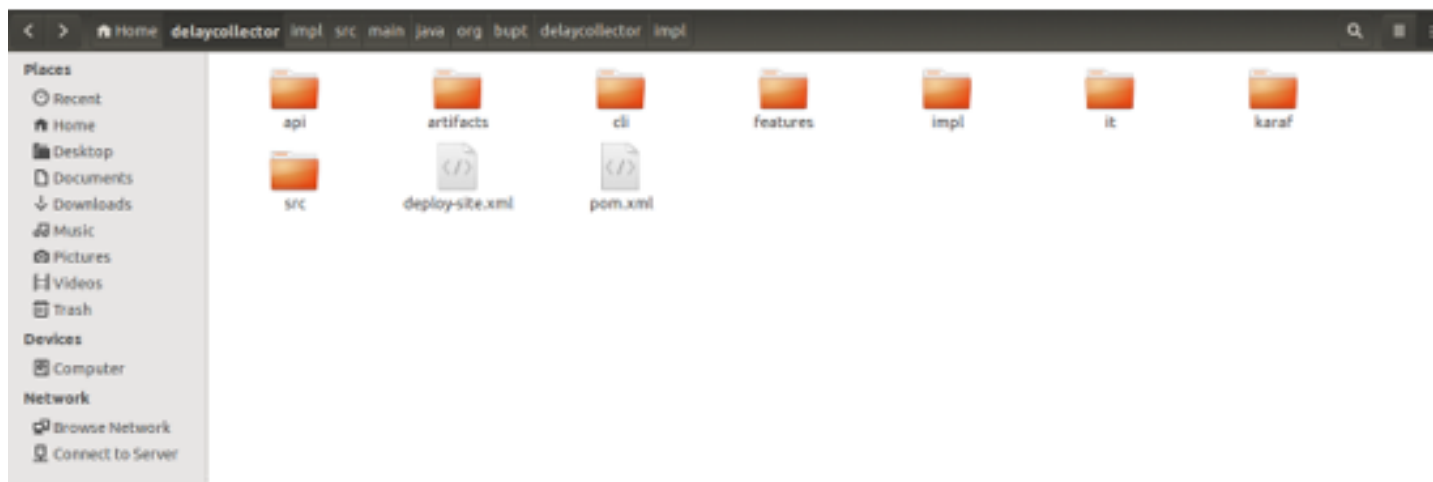 Home delaycollector impl src main java org bupt delaycollector impl
Places
Recent
Home
Desktop
Documents
Downloads
Music
Pictures
Videos
Trash
Devices
Computer
Network
Browse Network
Connect to Server
api artifacts cli features impl it karaf
src deploy-site.xml pom.xml